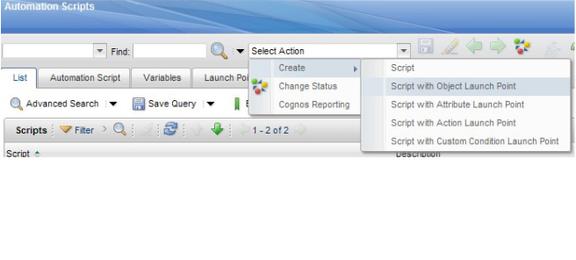 Automation Scripts
Find: Select Action
Create Script
List Automation Script Variables Launch Poi Change Status Script with Object Launch Point
Advanced Search Save Query Cognos Reporting Script with Attribute Launch Point
Script with Action Launch Point
Scripts Filter 1 - 2 of 2 Script with Custom Condition Launch Point
Script Description